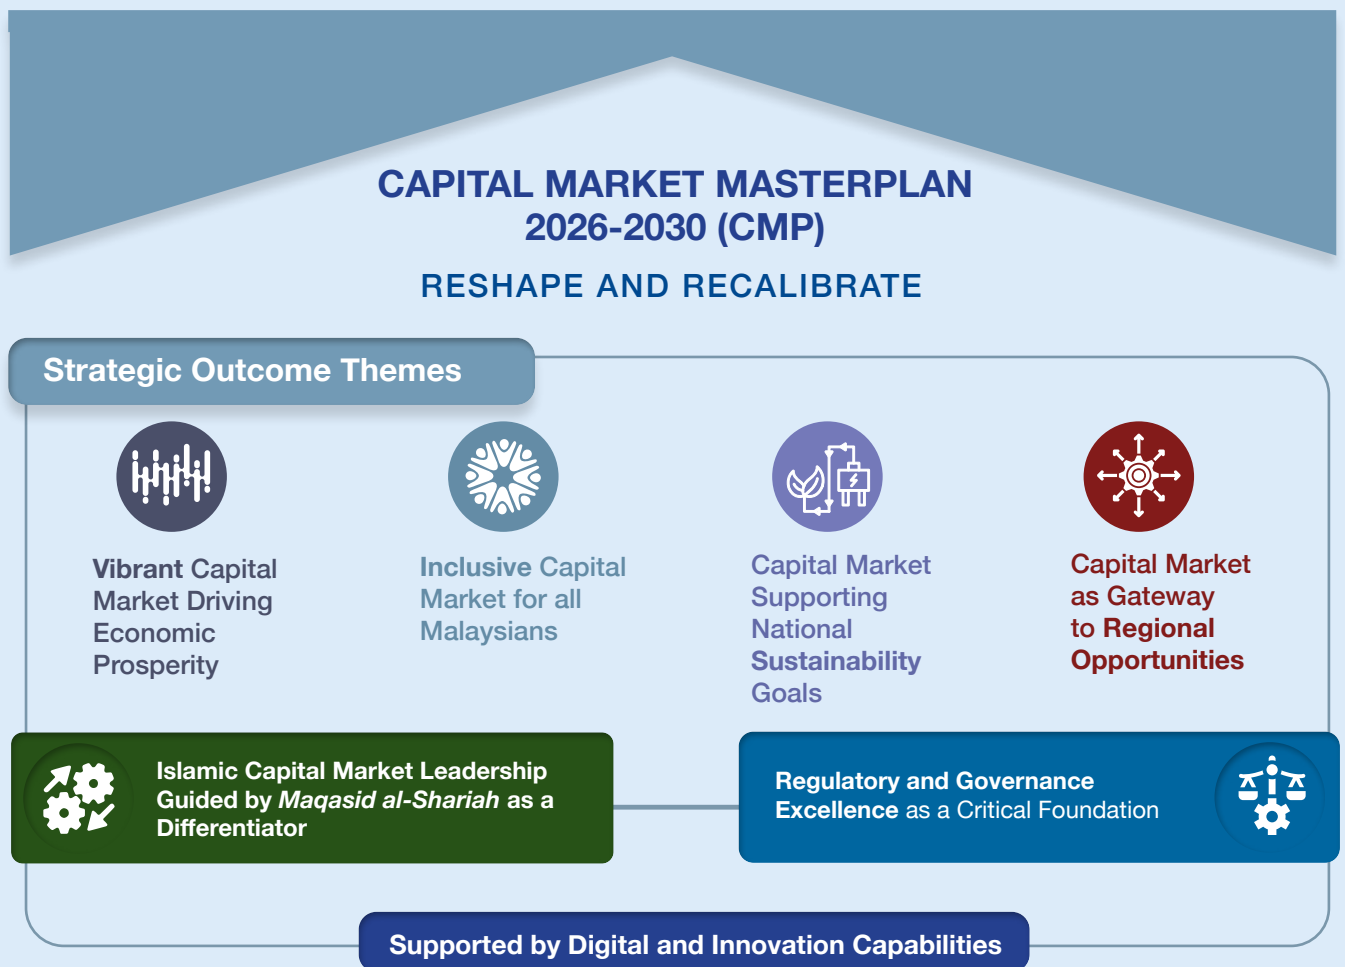 CAPITAL MARKET MASTERPLAN
2026-2030 (CMP)
RESHAPE AND RECALIBRATE
Strategic Outcome Themes
Vibrant Capital
Market Driving
Economic
Prosperity
Inclusive Capital
Market for all
Malaysians
Capital Market
Supporting
National
Sustainability
Goals
Capital Market
as Gateway
to Regional
Opportunities
Islamic Capital Market Leadership
Guided by Maqasid al-Shariah as a
Differentiator
Regulatory and Governance
Excellence as a Critical Foundation
Supported by Digital and Innovation Capabilities